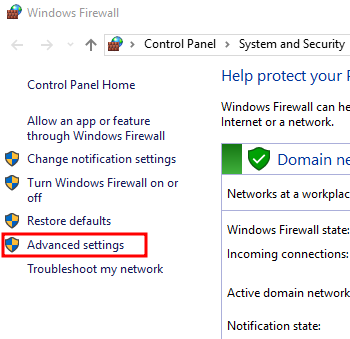 Windows Firewall
Control Panel
System and Security
Control Panel Home
Allow an app or feature
through Windows Firewall
Change notification settings
Turn Windows Firewall on or
off
Restore defaults
Advanced settings
Troubleshoot my network
Help protect your
Windows Firewall can he
Internet or a network.
Domain ne
Networks at a workplac
Windows Firewall state:
Incoming connections:
Active domain network
Notification state: